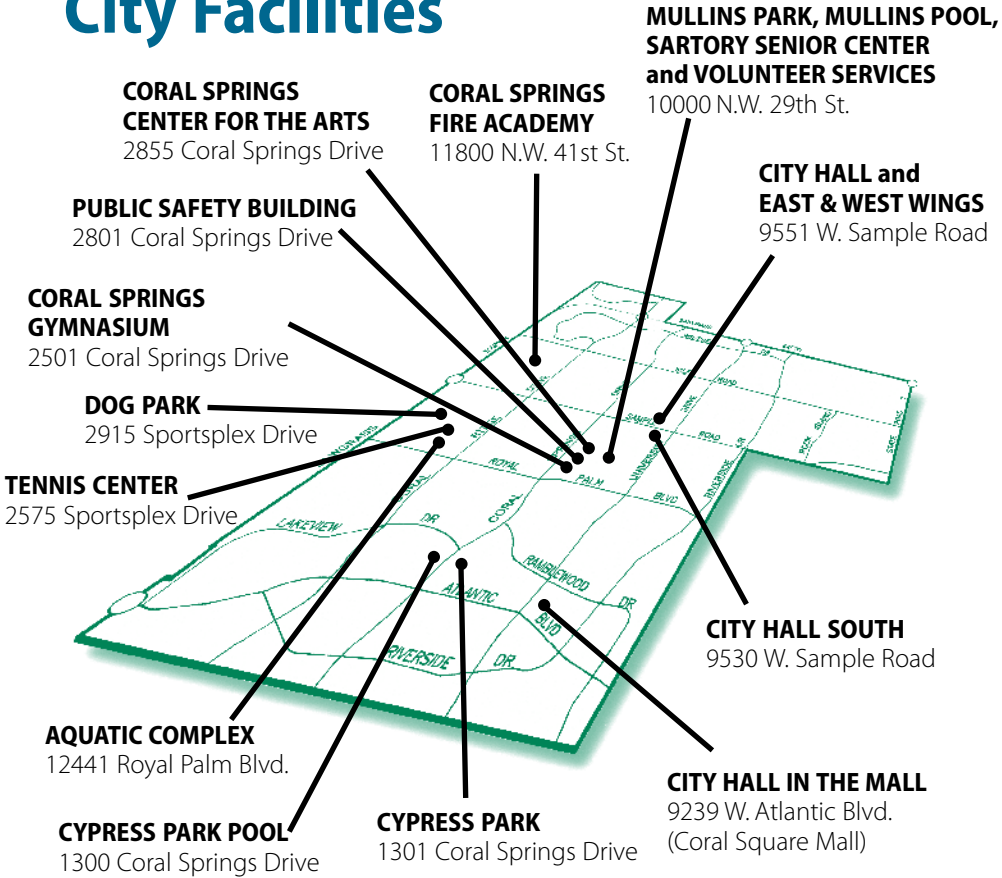 City Facilities
MULLINS PARK, MULLINS POOL,
SARTORY SENIOR CENTER
and VOLUNTEER SERVICES
10000 N.W. 29th St.
CORAL SPRINGS
CENTER FOR THE ARTS
2855 Coral Springs Drive
CORAL SPRINGS
FIRE ACADEMY
11800 N.W. 41st St.
CITY HALL and
EAST & WEST WINGS
9551 W. Sample Road
PUBLIC SAFETY BUILDING
2801 Coral Springs Drive
CORAL SPRINGS
GYMNASIUM
2501 Coral Springs Drive
DOG PARK
2915 Sportsplex Drive
TENNIS CENTER
2575 Sportsplex Drive
ROAD
ROAD
ROYAL
PALM
BLVD
CORAL
RIVERSIDE
LAKEVIEW
DR
RAMBLEWOOD
DR
ATLANTIC
BLVD
RIVERSIDE
DR
CITY HALL SOUTH
9530 W. Sample Road
AQUATIC COMPLEX
12441 Royal Palm Blvd.
CITY HALL IN THE MALL
9239 W. Atlantic Blvd.
(Coral Square Mall)
CYPRESS PARK POOL
1300 Coral Springs Drive
CYPRESS PARK
1301 Coral Springs Drive